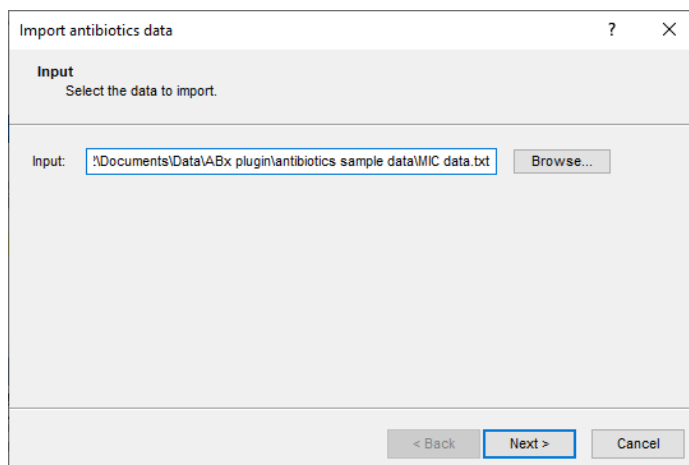 Import antibiotics data ?
Input
Select the data to import.
Input: !\Documents\Data\ABx plugin\antibiotics sample data\MIC data.txt Browse...
< Back Next > Cancel